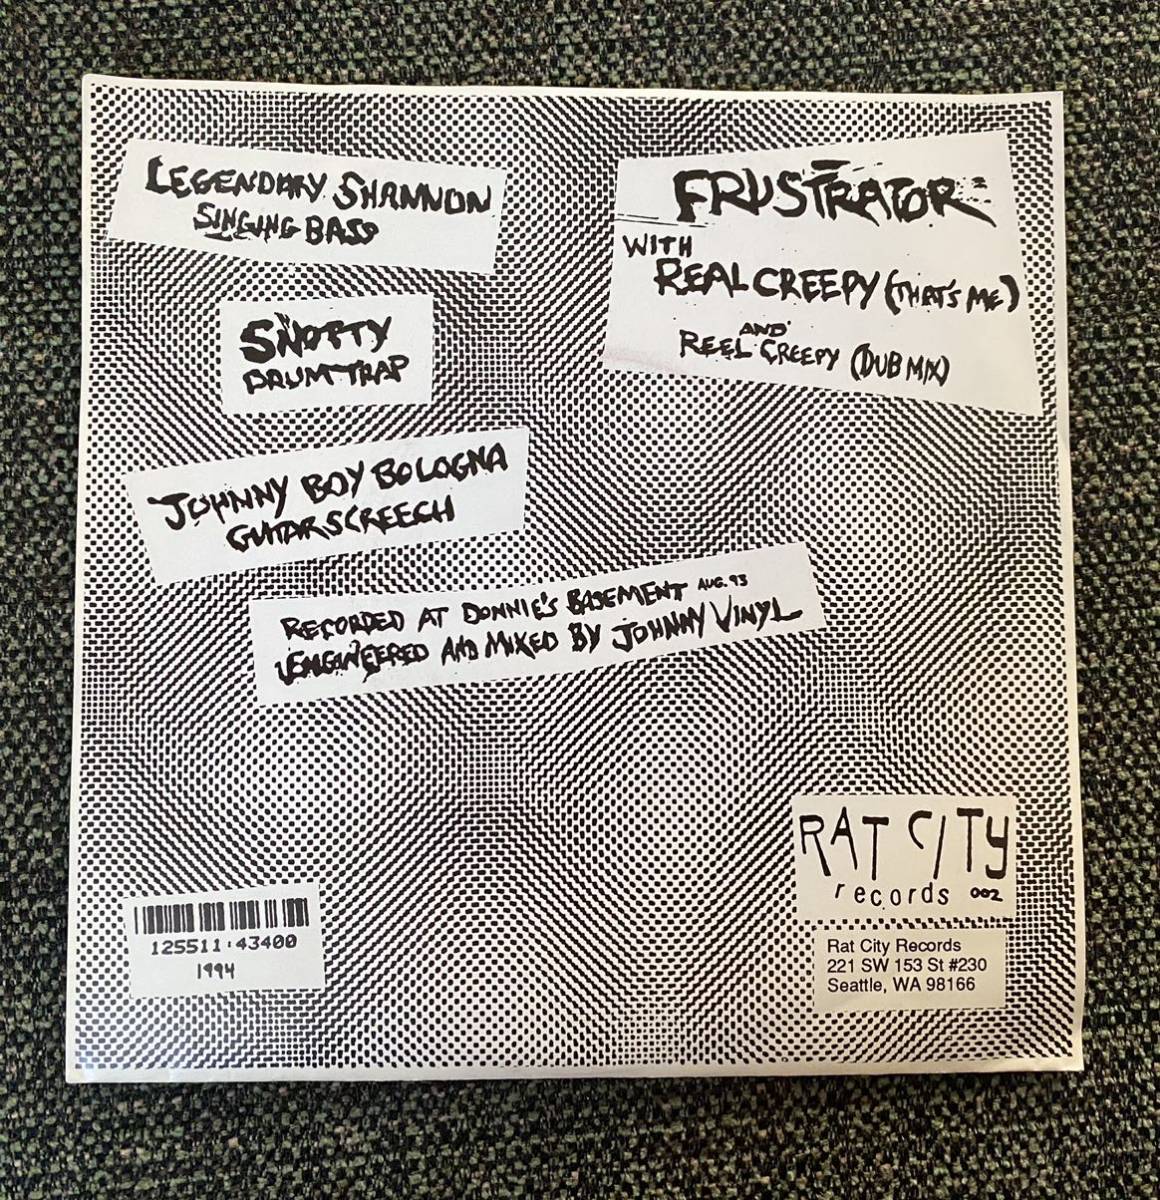 LEGENDARY SHANNON
SINGING BASS
SNOTTY
DRUM TRAP
JOHNNY BOY BOLOGNA
GUITAR SCREECH
RECORDED AT DONNIE'S BASEMENT AUG. 93
ENGINEERED AND MIXED BY JOHNNY VINYL
FRUSTRATOR
WITH
REAL CREEPY (THAT'S ME)
AND
REEL CREEPY (DUB MIX)
125511·43400
1994
RAT CITY
records 002
Rat City Records
221 SW 153 St #230
Seattle, WA 98166